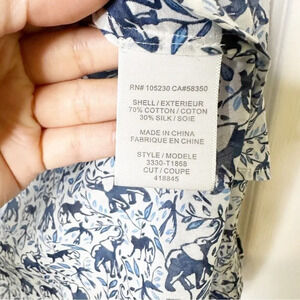 RN# 105230 CA#58350
SHELL / EXTERIEUR
70% COTTON / COTON
30% SILK / SOIE
MADE IN CHINA
FABRIQUE EN CHINE
STYLE / MODELE
3330-T1868
CUT / COUPE
418845